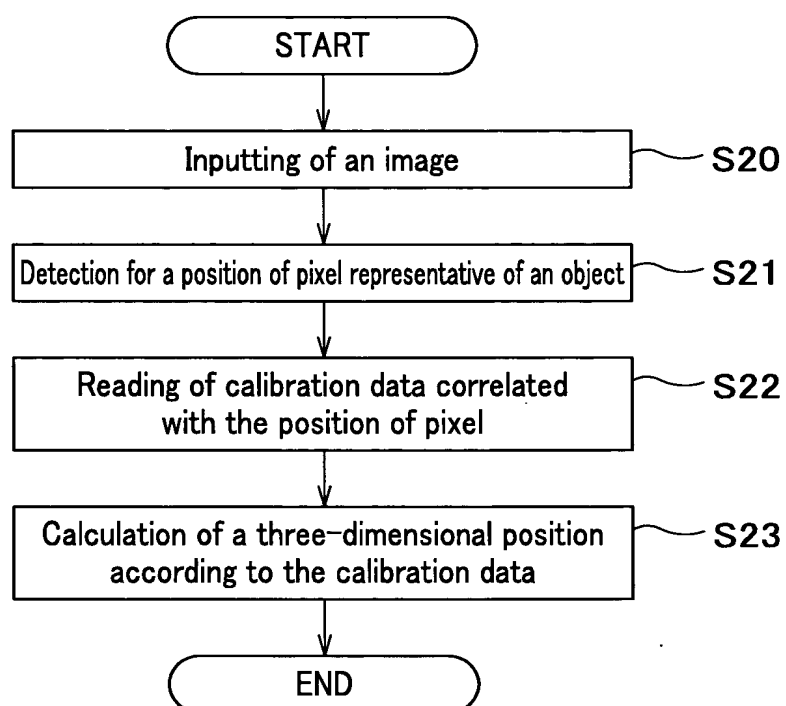 START
Inputting of an image
S20
Detection for a position of pixel representative of an object
S21
Reading of calibration data correlated
with the position of pixel
S22
Calculation of a three-dimensional position
according to the calibration data
S23
END